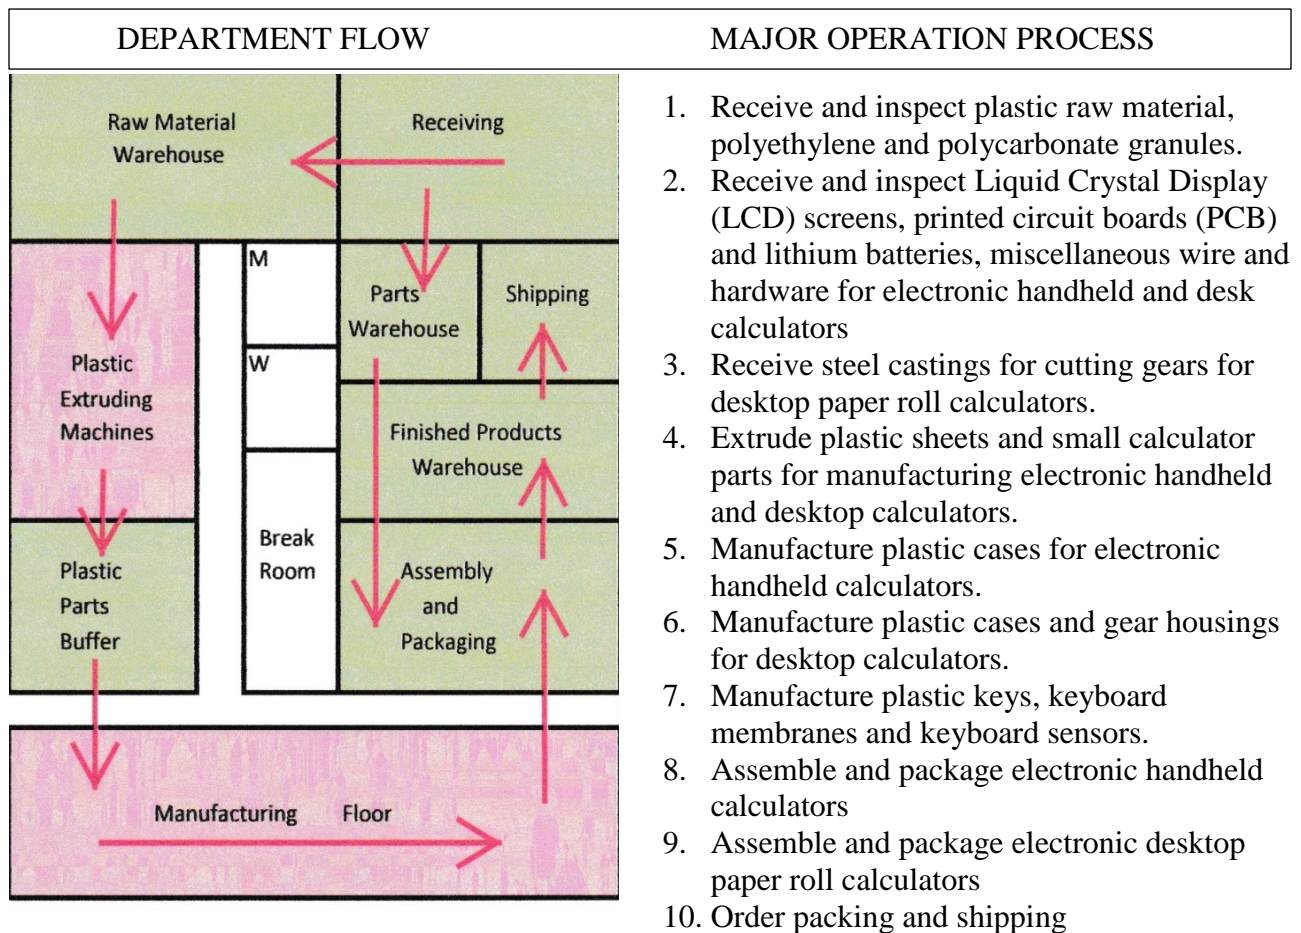 DEPARTMENT FLOW
MAJOR OPERATION PROCESS
Raw Material
Warehouse
Receiving
M
Parts
Warehouse
Shipping
W
Plastic
Extruding
Machines
Finished Products
Warehouse
Break
Room
Plastic
Parts
Buffer
Assembly
and
Packaging
Manufacturing Floor
1. Receive and inspect plastic raw material,
polyethylene and polycarbonate granules.
2. Receive and inspect Liquid Crystal Display
(LCD) screens, printed circuit boards (PCB)
and lithium batteries, miscellaneous wire and
hardware for electronic handheld and desk
calculators
3. Receive steel castings for cutting gears for
desktop paper roll calculators.
4. Extrude plastic sheets and small calculator
parts for manufacturing electronic handheld
and desktop calculators.
5. Manufacture plastic cases for electronic
handheld calculators.
6. Manufacture plastic cases and gear housings
for desktop calculators.
7. Manufacture plastic keys, keyboard
membranes and keyboard sensors.
8. Assemble and package electronic handheld
calculators
9. Assemble and package electronic desktop
paper roll calculators
10. Order packing and shipping